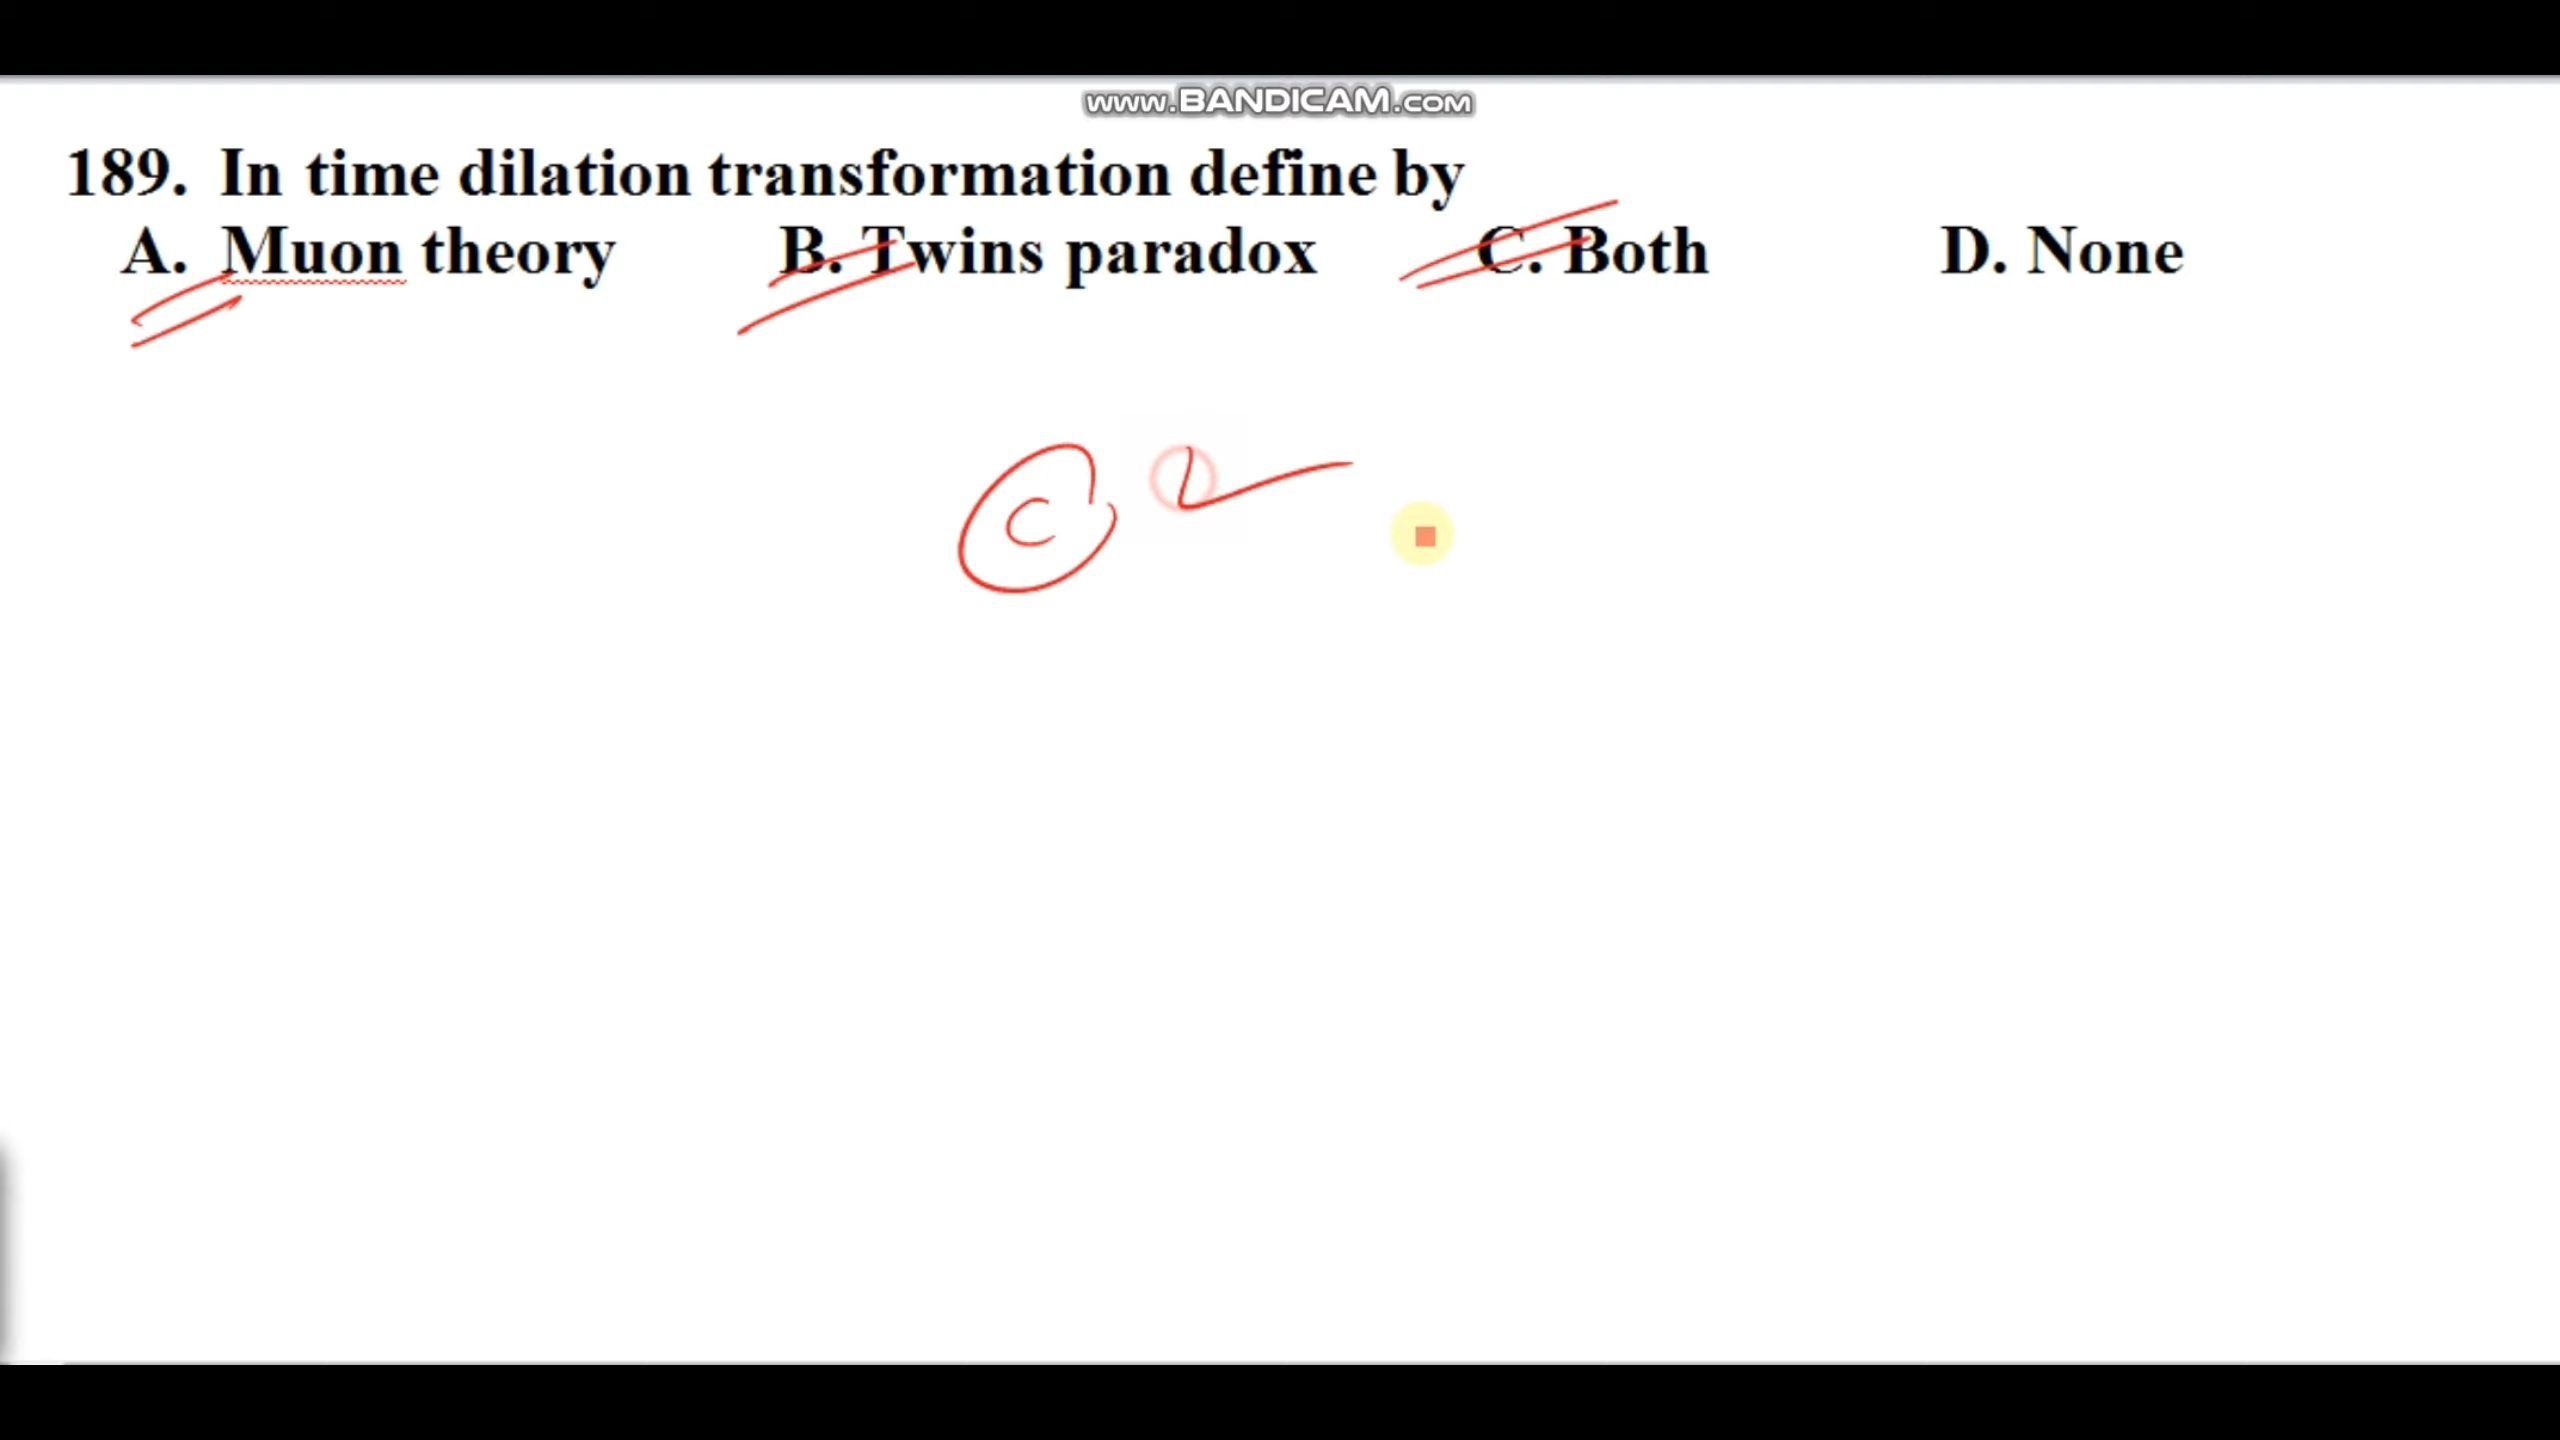 www.BANDICAM.com
189. In time dilation transformation define by
A. Muon theory B. Twins paradox C. Both D. None
C